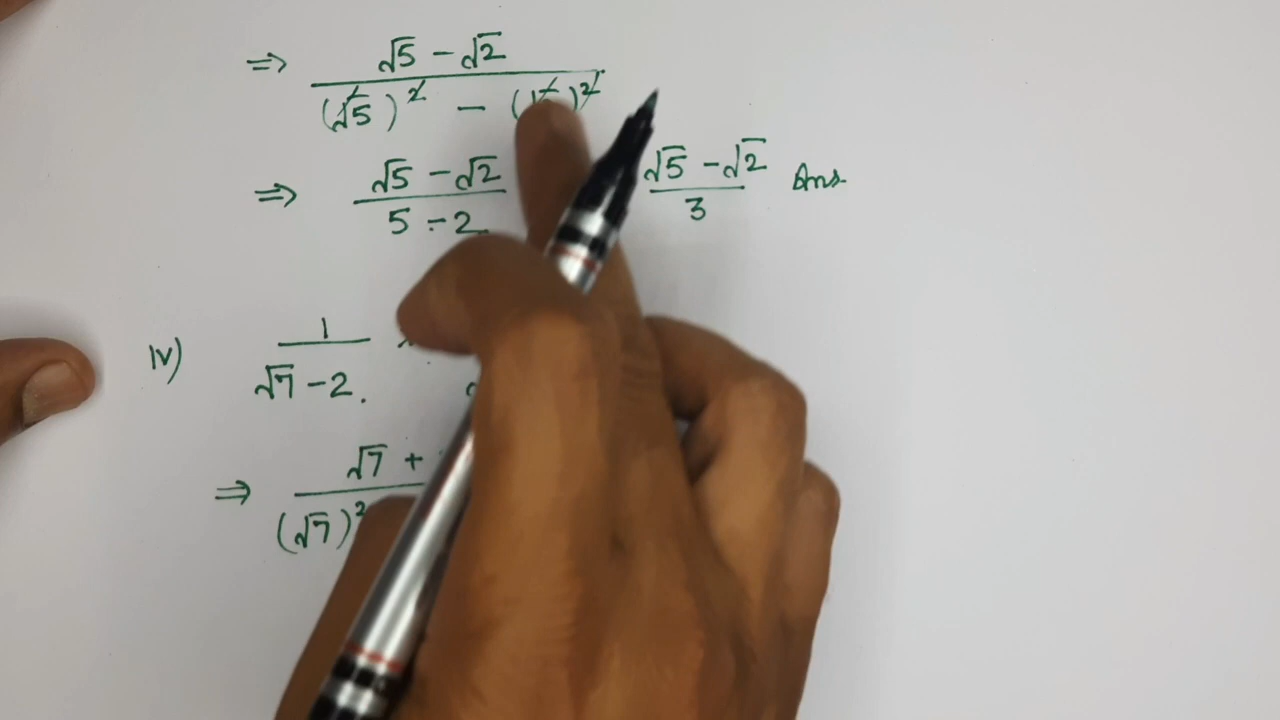 ⇒ √5 − √2 / (√5)² − ( )²
⇒ √5 − √2 / 5 − 2 √5 − √2 / 3 Ans
iv) 1 / √7 − 2.
⇒ √7 + / (√7)²